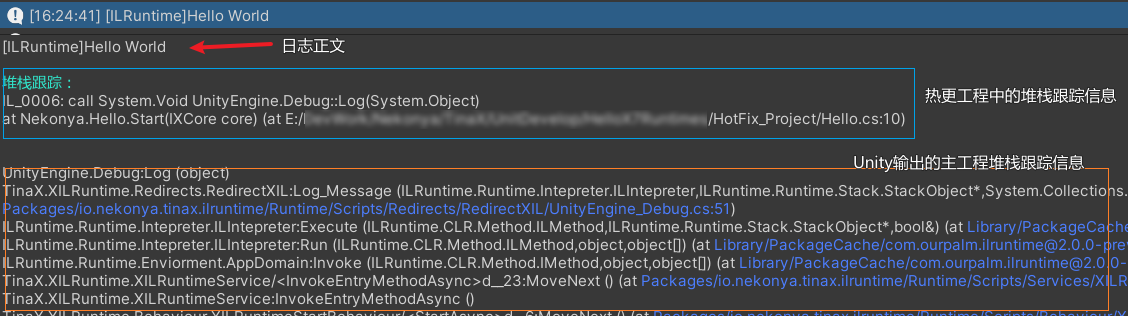 [16:24:41] [ILRuntime]Hello World
[ILRuntime]Hello World
日志正文
堆栈跟踪：
IL_0006: call System.Void UnityEngine.Debug::Log(System.Object)
at Nekonya.Hello.Start(IXCore core) (at E:/ /HotFix_Project/Hello.cs:10)
热更工程中的堆栈跟踪信息
Unity输出的主工程堆栈跟踪信息
UnityEngine.Debug:Log (object)
TinaX.XILRuntime.Redirects.RedirectXIL:Log_Message (ILRuntime.Runtime.Intepreter.ILIntepreter,ILRuntime.Runtime.Stack.StackObject*,System.Collections.
Packages/io.nekonya.tinax.ilruntime/Runtime/Scripts/Redirects/RedirectXIL/UnityEngine_Debug.cs:51)
ILRuntime.Runtime.Intepreter.ILIntepreter:Execute (ILRuntime.CLR.Method.ILMethod,ILRuntime.Runtime.Stack.StackObject*,bool&) (at Library/PackageCache/
ILRuntime.Runtime.Intepreter.ILIntepreter:Run (ILRuntime.CLR.Method.ILMethod,object,object[]) (at Library/PackageCache/com.ourpalm.ilruntime@2.0.0-prev
ILRuntime.Runtime.Enviorment.AppDomain:Invoke (ILRuntime.CLR.Method.IMethod,object,object[]) (at Library/PackageCache/com.ourpalm.ilruntime@2.0.0-
TinaX.XILRuntime.XILRuntimeService/<InvokeEntryMethodAsync>d__23:MoveNext () (at Packages/io.nekonya.tinax.ilruntime/Runtime/Scripts/Services/XILR
TinaX.XILRuntime.XILRuntimeService:InvokeEntryMethodAsync ()